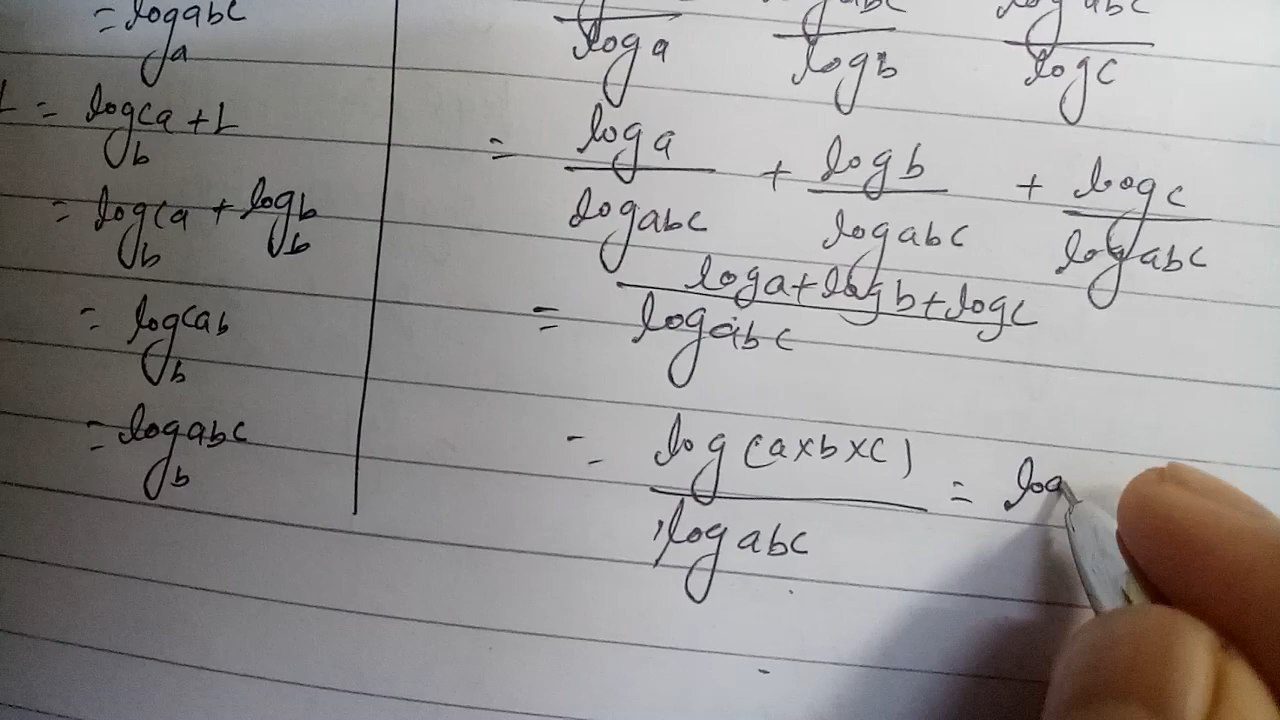 = log abc
a
L = log ca + L
b
= log ca + log b
b b
= log cab
b
= log abc
b
log a log b log c
= log a / log abc + log b / log abc + log c / log abc
= log a + log b + log c / log abc
= log (a×b×c) / log abc = log